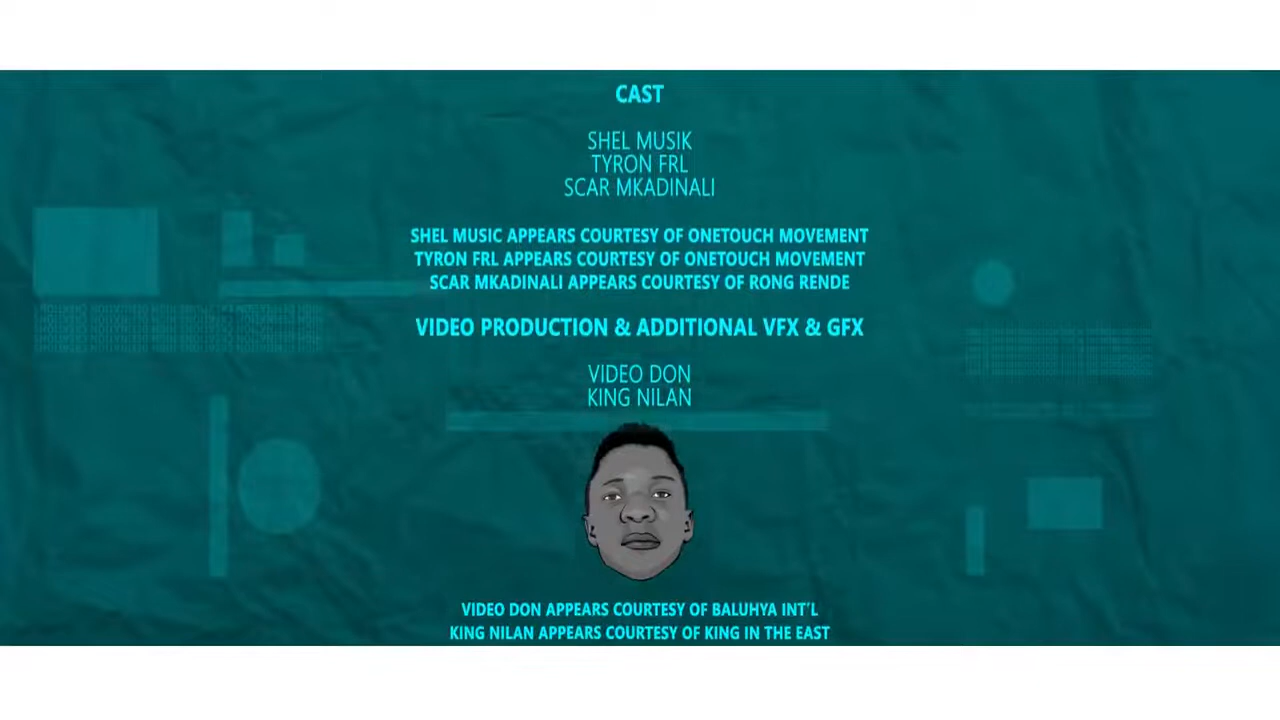 CAST
SHEL MUSIK
TYRON FRL
SCAR MKADINALI
SHEL MUSIC APPEARS COURTESY OF ONETOUCH MOVEMENT
TYRON FRL APPEARS COURTESY OF ONETOUCH MOVEMENT
SCAR MKADINALI APPEARS COURTESY OF RONG RENDE
VIDEO PRODUCTION & ADDITIONAL VFX & GFX
VIDEO DON
KING NILAN
VIDEO DON APPEARS COURTESY OF BALUHYA INT'L
KING NILAN APPEARS COURTESY OF KING IN THE EAST